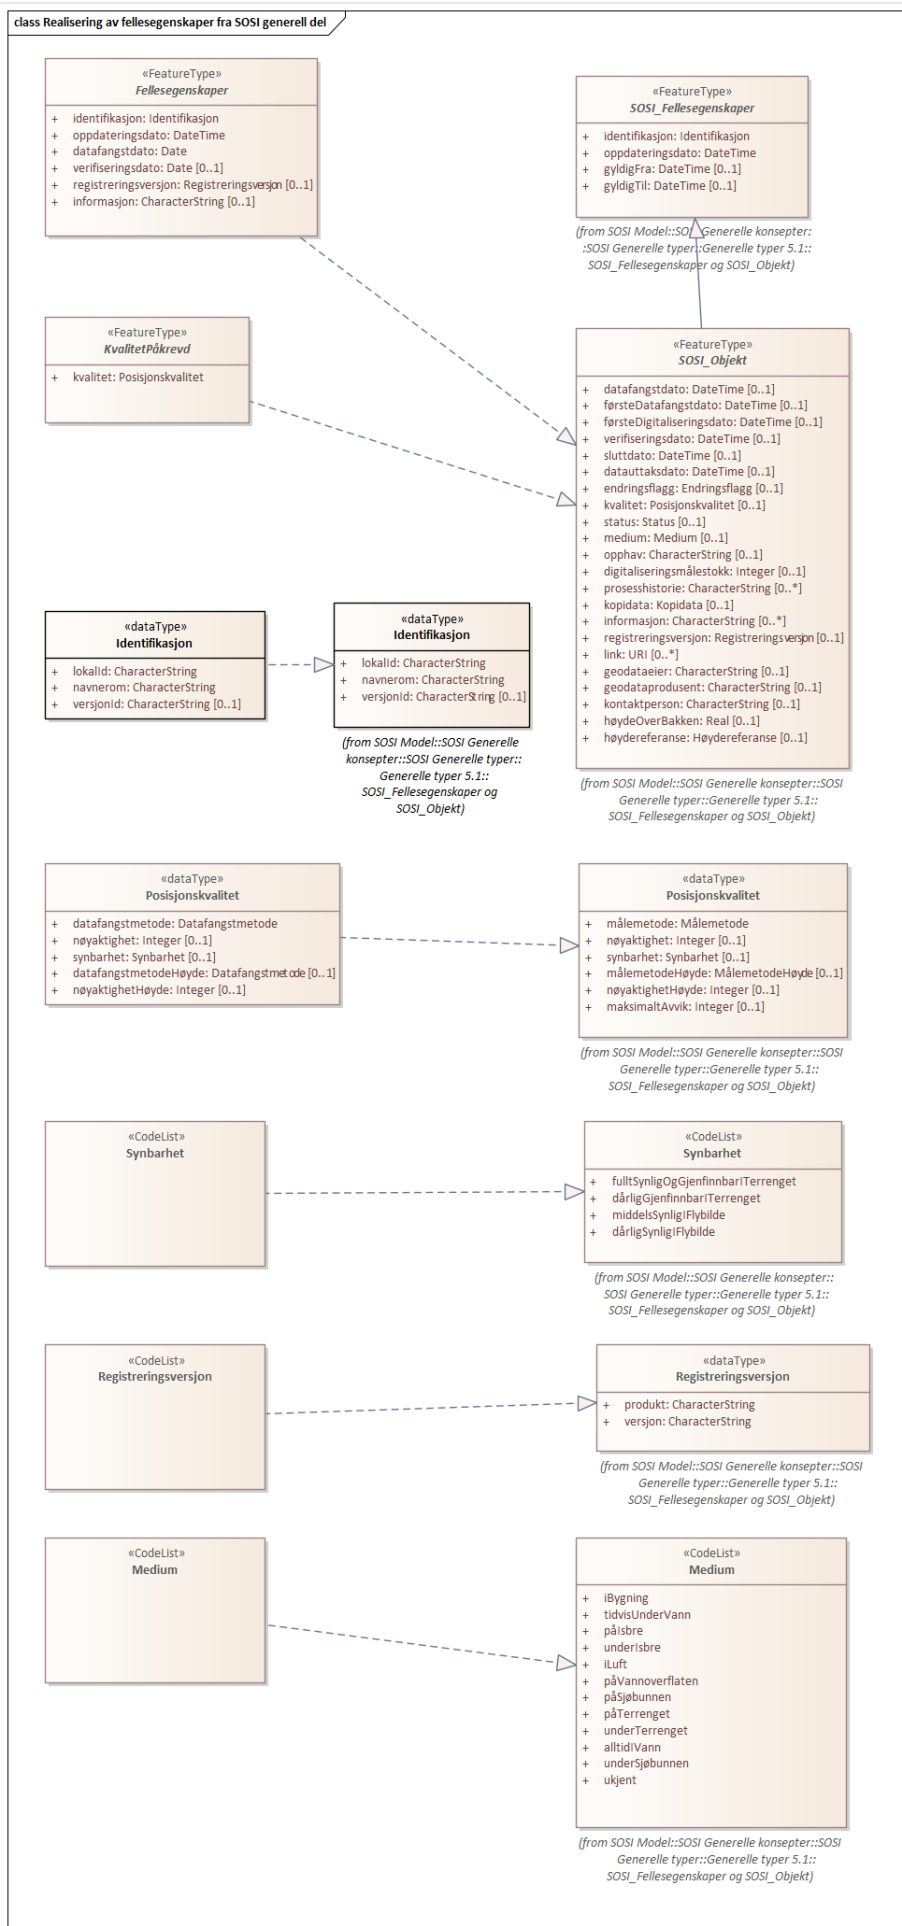 class Realisering av fellesegenskaper fra SOSI generell del
«FeatureType»
Fellesegenskaper
+ identifikasjon: Identifikasjon
+ oppdateringsdato: DateTime
+ datafangstdato: Date
+ verifiseringsdato: Date [0..1]
+ registreringsversjon: Registreringsversjon [0..1]
+ informasjon: CharacterString [0..1]
«FeatureType»
SOSI_Fellesegenskaper
+ identifikasjon: Identifikasjon
+ oppdateringsdato: DateTime
+ gyldigFra: DateTime [0..1]
+ gyldigTil: DateTime [0..1]
(from SOSI Model::SOSI Generelle konsepter:
:SOSI Generelle typer::Generelle typer 5.1::
SOSI_Fellesegenskaper og SOSI_Objekt)
«FeatureType»
KvalitetPåkrevd
+ kvalitet: Posisjonskvalitet
«FeatureType»
SOSI_Objekt
+ datafangstdato: DateTime [0..1]
+ førsteDatafangstdato: DateTime [0..1]
+ førsteDigitaliseringsdato: DateTime [0..1]
+ verifiseringsdato: DateTime [0..1]
+ sluttdato: DateTime [0..1]
+ datauttaksdato: DateTime [0..1]
+ endringsflagg: Endringsflagg [0..1]
+ kvalitet: Posisjonskvalitet [0..1]
+ status: Status [0..1]
+ medium: Medium [0..1]
+ opphav: CharacterString [0..1]
+ digitaliseringsmålestokk: Integer [0..1]
+ prosesshistorie: CharacterString [0..*]
+ kopidata: Kopidata [0..1]
+ informasjon: CharacterString [0..*]
+ registreringsversjon: Registreringsversjon [0..1]
+ link: URI [0..*]
+ geodataeier: CharacterString [0..1]
+ geodataprodusent: CharacterString [0..1]
+ kontaktperson: CharacterString [0..1]
+ høydeOverBakken: Real [0..1]
+ høydereferanse: Høydereferanse [0..1]
(from SOSI Model::SOSI Generelle konsepter::SOSI
Generelle typer::Generelle typer 5.1::
SOSI_Fellesegenskaper og SOSI_Objekt)
«dataType»
Identifikasjon
+ lokalId: CharacterString
+ navnerom: CharacterString
+ versjonId: CharacterString [0..1]
«dataType»
Identifikasjon
+ lokalId: CharacterString
+ navnerom: CharacterString
+ versjonId: CharacterString [0..1]
(from SOSI Model::SOSI Generelle
konsepter::SOSI Generelle typer::
Generelle typer 5.1::
SOSI_Fellesegenskaper og
SOSI_Objekt)
«dataType»
Posisjonskvalitet
+ datafangstmetode: Datafangstmetode
+ nøyaktighet: Integer [0..1]
+ synbarhet: Synbarhet [0..1]
+ datafangstmetodeHøyde: Datafangstmetode [0..1]
+ nøyaktighetHøyde: Integer [0..1]
«dataType»
Posisjonskvalitet
+ målemetode: Målemetode
+ nøyaktighet: Integer [0..1]
+ synbarhet: Synbarhet [0..1]
+ målemetodeHøyde: MålemetodeHøyde [0..1]
+ nøyaktighetHøyde: Integer [0..1]
+ maksimaltAvvik: Integer [0..1]
(from SOSI Model::SOSI Generelle konsepter::SOSI
Generelle typer::Generelle typer 5.1::
SOSI_Fellesegenskaper og SOSI_Objekt)
«CodeList»
Synbarhet
«CodeList»
Synbarhet
+ fulltSynligOgGjenfinnbarITerrenget
+ dårligGjenfinnbarITerrenget
+ middelsSynligIFlybilde
+ dårligSynligIFlybilde
(from SOSI Model::SOSI Generelle konsepter::
SOSI Generelle typer::Generelle typer 5.1::
SOSI_Fellesegenskaper og SOSI_Objekt)
«CodeList»
Registreringsversjon
«dataType»
Registreringsversjon
+ produkt: CharacterString
+ versjon: CharacterString
(from SOSI Model::SOSI Generelle konsepter::SOSI
Generelle typer::Generelle typer 5.1::
SOSI_Fellesegenskaper og SOSI_Objekt)
«CodeList»
Medium
«CodeList»
Medium
+ iBygning
+ tidvisUnderVann
+ påIsbre
+ underIsbre
+ iLuft
+ påVannoverflaten
+ påSjøbunnen
+ påTerrenget
+ underTerrenget
+ alltidIVann
+ underSjøbunnen
+ ukjent
(from SOSI Model::SOSI Generelle konsepter::SOSI
Generelle typer::Generelle typer 5.1::
SOSI_Fellesegenskaper og SOSI_Objekt)